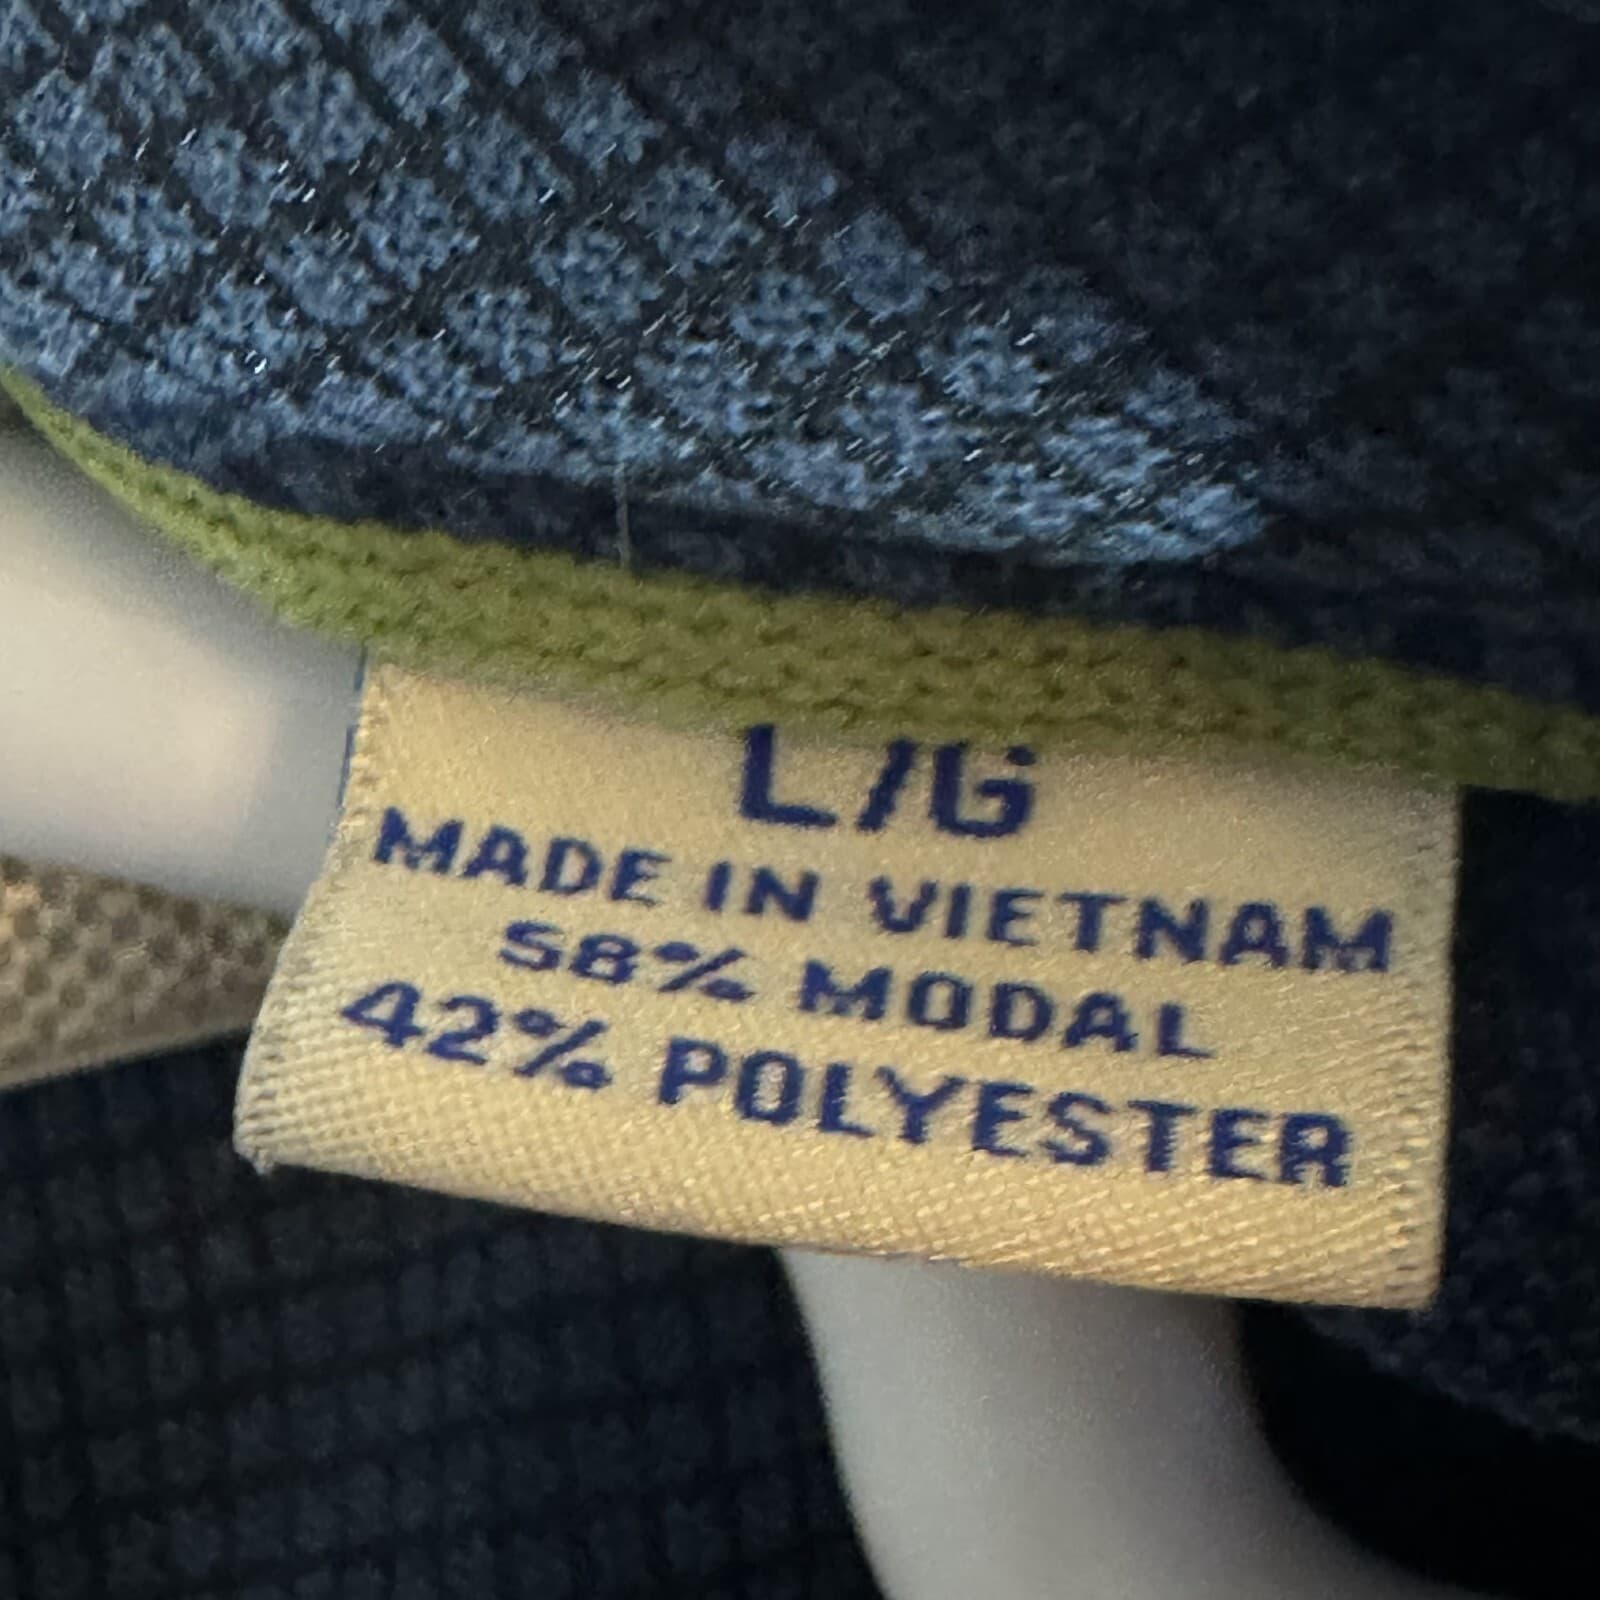 L/G
MADE IN VIETNAM
58% MODAL
42% POLYESTER